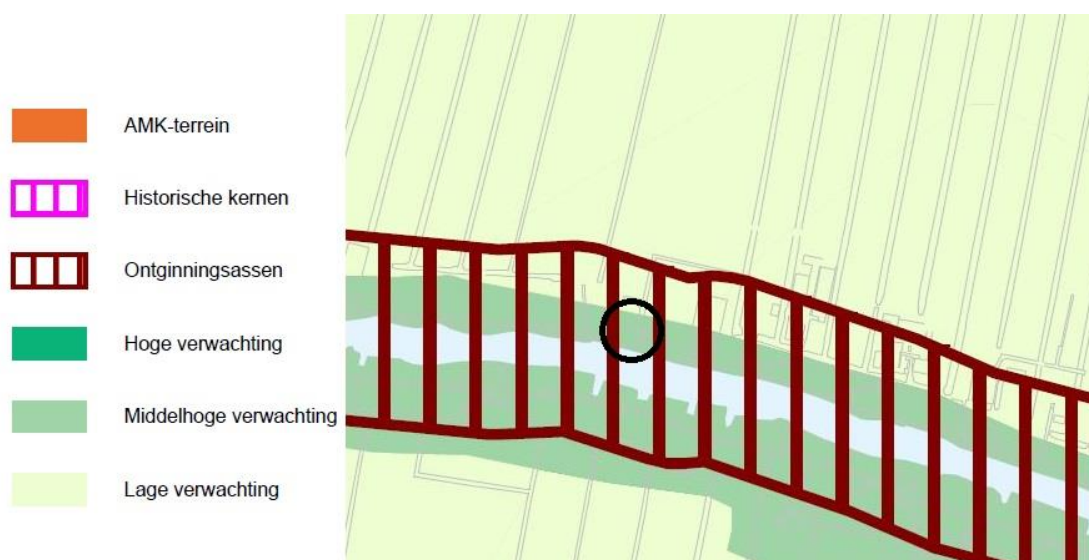 AMK-terrein
Historische kernen
Ontginningsassen
Hoge verwachting
Middelhoge verwachting
Lage verwachting